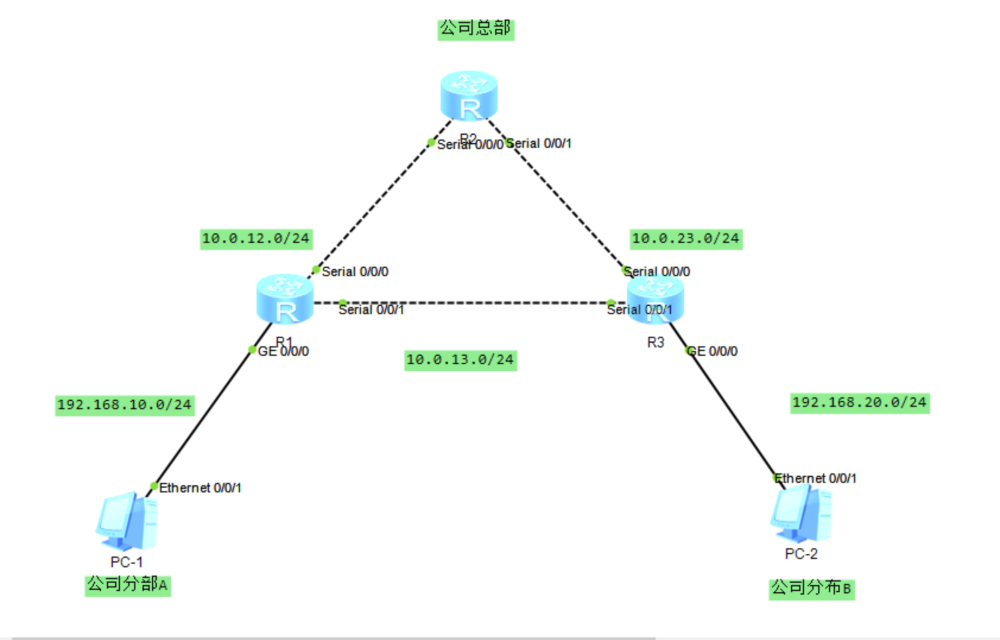 公司总部
R
R2
Serial 0/0/0
Serial 0/0/1
10.0.12.0/24
10.0.23.0/24
Serial 0/0/0
Serial 0/0/0
R
R
Serial 0/0/1
Serial 0/0/1
R1
R3
GE 0/0/0
GE 0/0/0
10.0.13.0/24
192.168.10.0/24
192.168.20.0/24
Ethernet 0/0/1
Ethernet 0/0/1
PC-1
PC-2
公司分部A
公司分布B